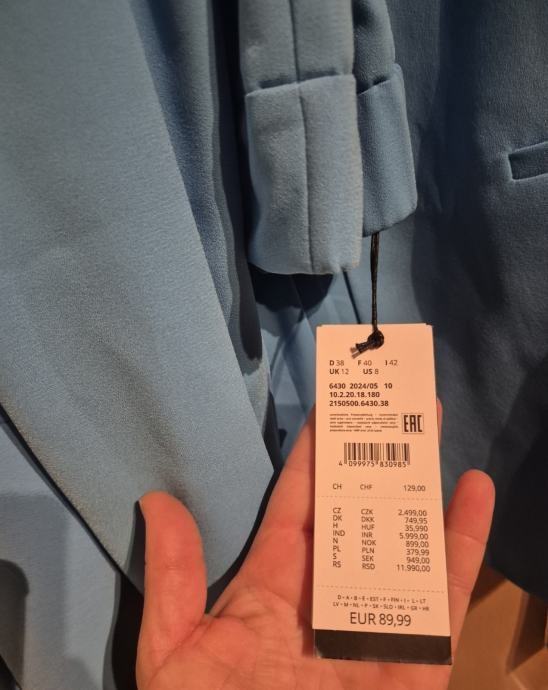 D 38 F 40 I 42
UK 12 US 8
6430 2024/05 10
10.2.20.18.180
2150500.6430.38
EAC
4 099975 830985
CH CHF 129,00
CZ CZK 2.499,00
DK DKK 749,95
H HUF 35,990
IND INR 5.999,00
N NOK 899,00
PL PLN 379,99
S SEK 949,00
RS RSD 11.990,00
D • A • B • E • EST • F • FIN • I • L • LT
LV • M • NL • P • SK • SLO • IRL • GR • HR
EUR 89,99